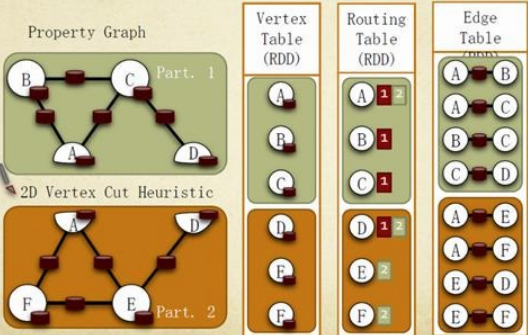 Property Graph
B
C
Part. 1
A
D
2D Vertex Cut Heuristic
A
D
F
E
Part. 2
Vertex
Table
(RDD)
A
B
C
D
E
F
Routing
Table
(RDD)
A 1 2
B 1
C 1
D 1 2
E 2
F 2
Edge
Table
(RDD)
A B
A C
B C
C D
A E
A F
E D
E F